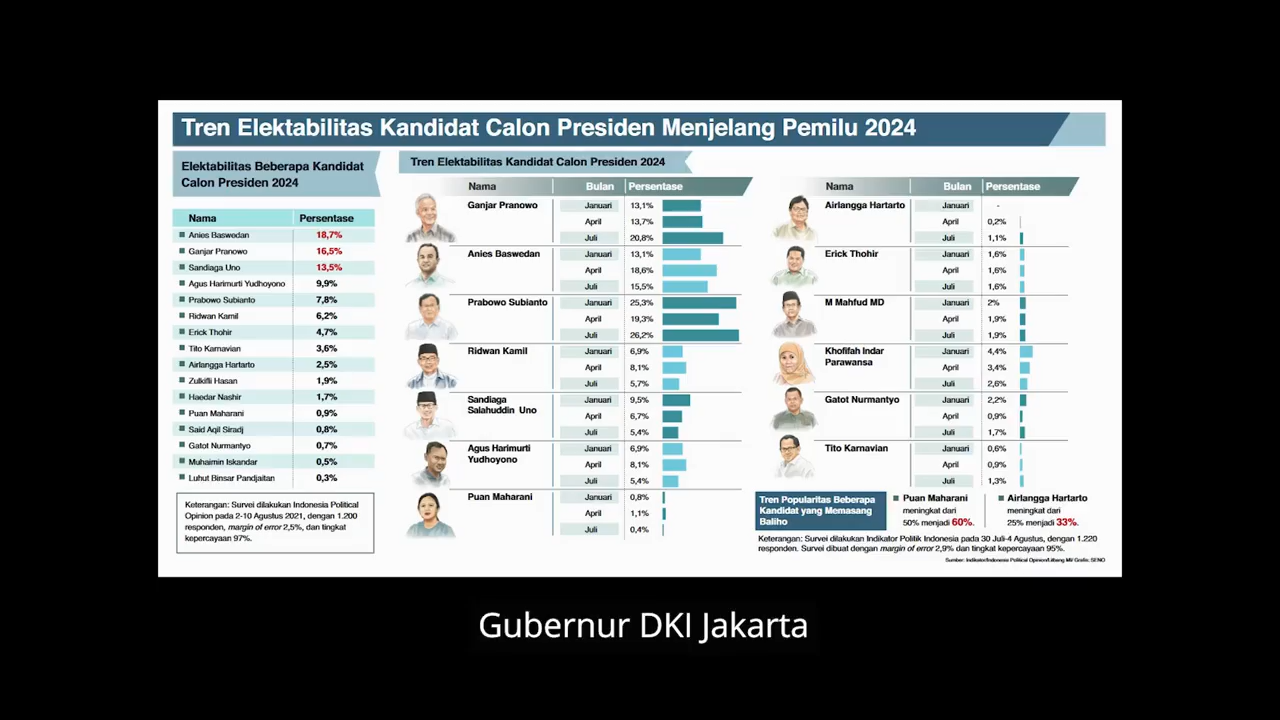 Tren Elektabilitas Kandidat Calon Presiden Menjelang Pemilu 2024
Elektabilitas Beberapa Kandidat
Calon Presiden 2024
Nama Persentase
Anies Baswedan 18,7%
Ganjar Pranowo 16,5%
Sandiaga Uno 13,5%
Agus Harimurti Yudhoyono 9,9%
Prabowo Subianto 7,8%
Ridwan Kamil 6,2%
Erick Thohir 4,7%
Tito Karnavian 3,6%
Airlangga Hartarto 2,5%
Zulkifli Hasan 1,9%
Haedar Nashir 1,7%
Puan Maharani 0,9%
Said Aqil Siradj 0,8%
Gatot Nurmantyo 0,7%
Muhaimin Iskandar 0,5%
Luhut Binsar Pandjaitan 0,3%
Keterangan: Survei dilakukan Indonesia Political
Opinion pada 2-10 Agustus 2021, dengan 1.200
responden, margin of error 2,5%, dan tingkat
kepercayaan 97%.
Tren Elektabilitas Kandidat Calon Presiden 2024
Nama Bulan Persentase
Ganjar Pranowo Januari 13,1%
April 13,7%
Juli 20,8%
Anies Baswedan Januari 13,1%
April 18,6%
Juli 15,5%
Prabowo Subianto Januari 25,3%
April 19,3%
Juli 26,2%
Ridwan Kamil Januari 6,9%
April 8,1%
Juli 5,7%
Sandiaga Januari 9,5%
Salahuddin Uno April 6,7%
Juli 5,4%
Agus Harimurti Januari 6,9%
Yudhoyono April 8,1%
Juli 5,4%
Puan Maharani Januari 0,8%
April 1,1%
Juli 0,4%
Nama Bulan Persentase
Airlangga Hartarto Januari -
April 0,2%
Juli 1,1%
Erick Thohir Januari 1,6%
April 1,6%
Juli 1,6%
M Mahfud MD Januari 2%
April 1,9%
Juli 1,9%
Khofifah Indar Januari 4,4%
Parawansa April 3,4%
Juli 2,6%
Gatot Nurmantyo Januari 2,2%
April 0,9%
Juli 1,7%
Tito Karnavian Januari 0,6%
April 0,9%
Juli 1,3%
Tren Popularitas Beberapa
Kandidat yang Memasang
Baliho
Puan Maharani
meningkat dari
50% menjadi 60%.
Airlangga Hartarto
meningkat dari
25% menjadi 33%.
Keterangan: Survei dilakukan Indikator Politik Indonesia pada 30 Juli-4 Agustus, dengan 1.220
responden. Survei dibuat dengan margin of error 2,9% dan tingkat kepercayaan 95%.
Sumber: Indikator/Indonesia Political Opinion/Litbang MI/ Grafis: SENO
Gubernur DKI Jakarta